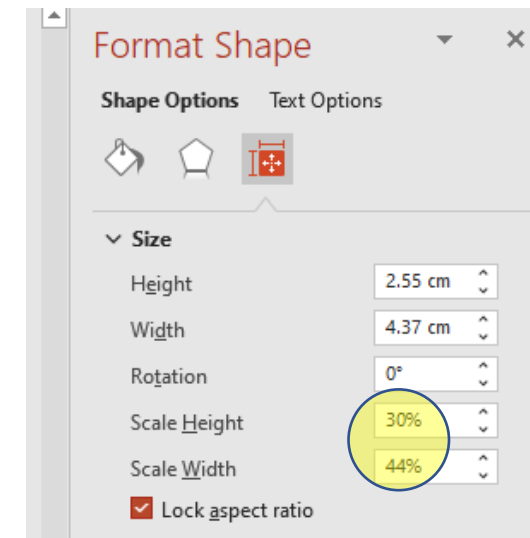 Format Shape
Shape Options Text Options
Size
Height 2.55 cm
Width 4.37 cm
Rotation 0°
Scale Height 30%
Scale Width 44%
Lock aspect ratio